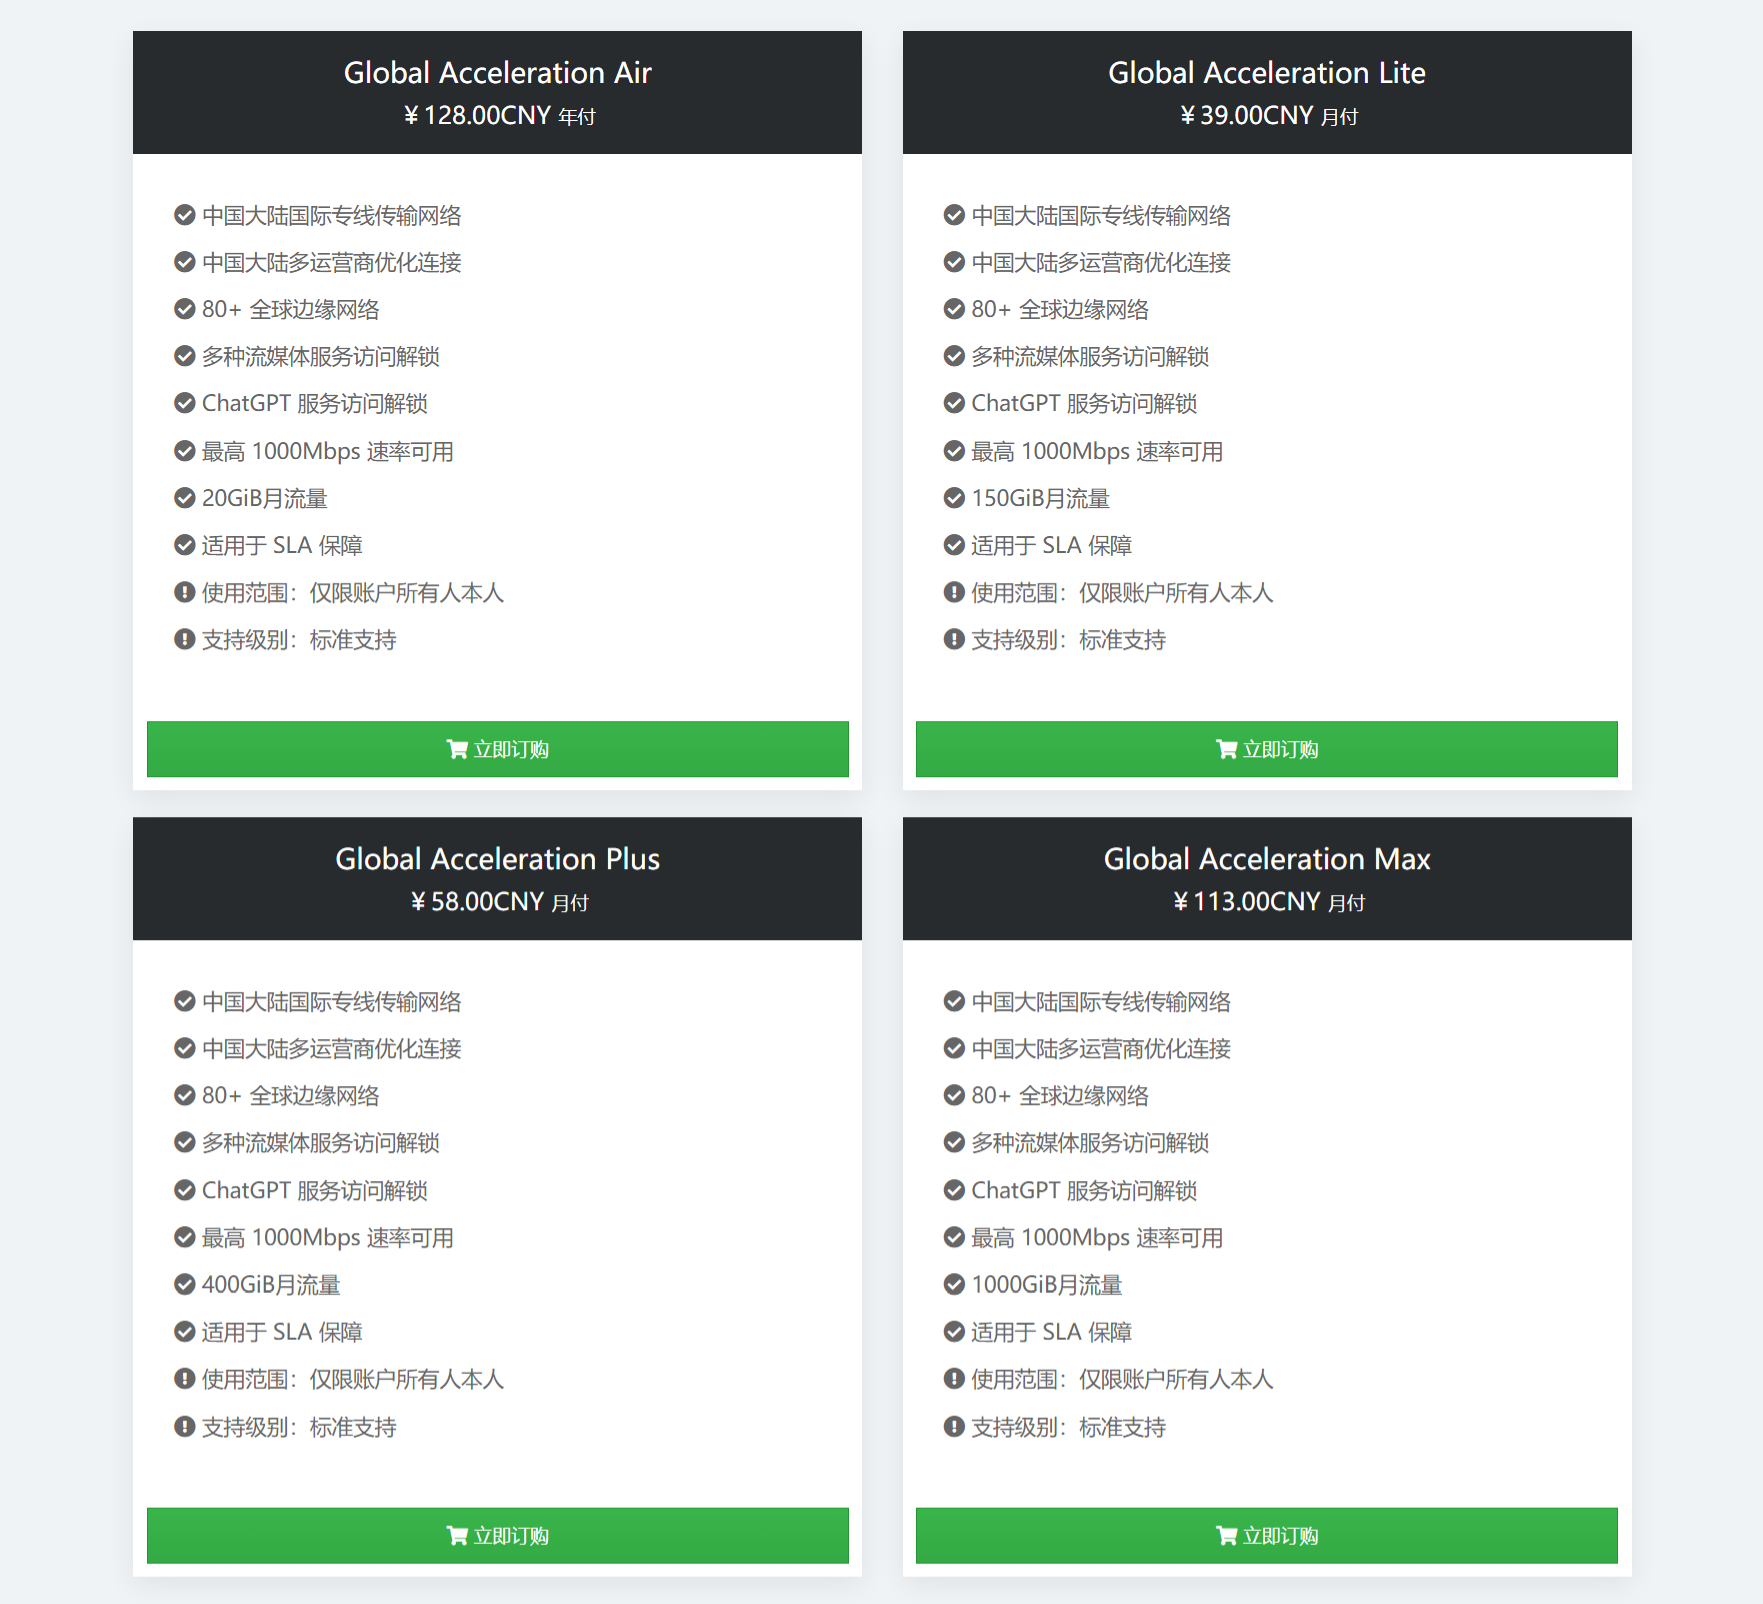 Global Acceleration Air
¥ 128.00CNY 年付
中国大陆国际专线传输网络
中国大陆多运营商优化连接
80+ 全球边缘网络
多种流媒体服务访问解锁
ChatGPT 服务访问解锁
最高 1000Mbps 速率可用
20GiB月流量
适用于 SLA 保障
使用范围：仅限账户所有人本人
支持级别：标准支持
立即订购
Global Acceleration Lite
¥ 39.00CNY 月付
中国大陆国际专线传输网络
中国大陆多运营商优化连接
80+ 全球边缘网络
多种流媒体服务访问解锁
ChatGPT 服务访问解锁
最高 1000Mbps 速率可用
150GiB月流量
适用于 SLA 保障
使用范围：仅限账户所有人本人
支持级别：标准支持
立即订购
Global Acceleration Plus
¥ 58.00CNY 月付
中国大陆国际专线传输网络
中国大陆多运营商优化连接
80+ 全球边缘网络
多种流媒体服务访问解锁
ChatGPT 服务访问解锁
最高 1000Mbps 速率可用
400GiB月流量
适用于 SLA 保障
使用范围：仅限账户所有人本人
支持级别：标准支持
立即订购
Global Acceleration Max
¥ 113.00CNY 月付
中国大陆国际专线传输网络
中国大陆多运营商优化连接
80+ 全球边缘网络
多种流媒体服务访问解锁
ChatGPT 服务访问解锁
最高 1000Mbps 速率可用
1000GiB月流量
适用于 SLA 保障
使用范围：仅限账户所有人本人
支持级别：标准支持
立即订购